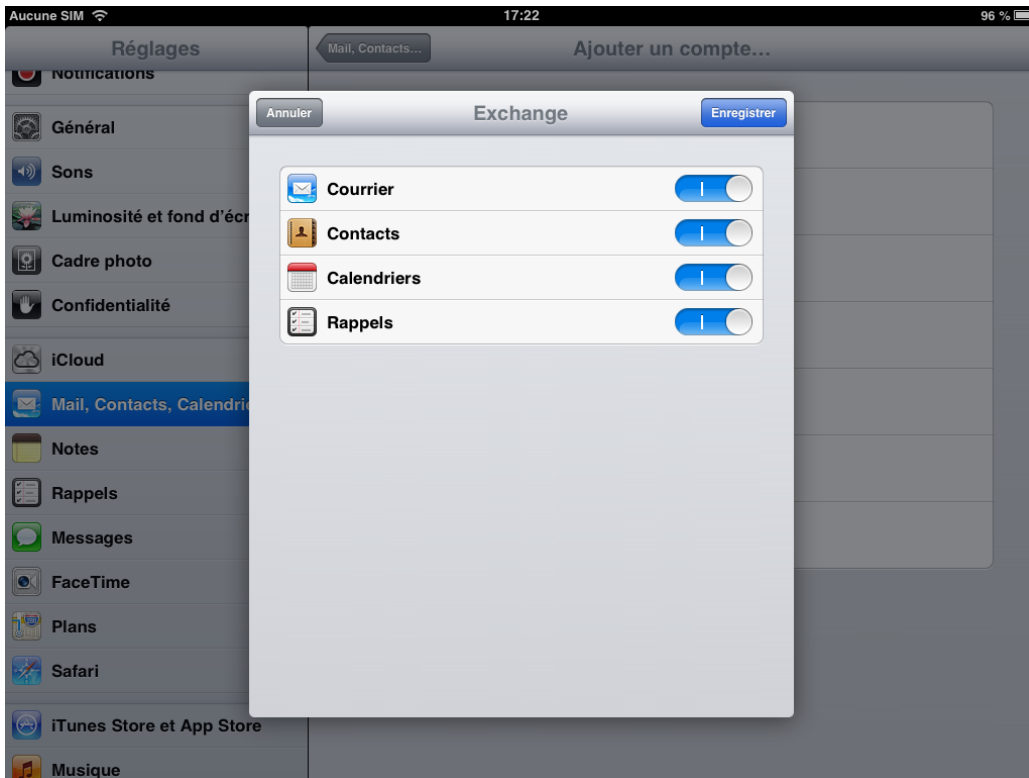 Aucune SIM 17:22 96 %
Réglages
Mail, Contacts...
Ajouter un compte...
Notifications
Général
Sons
Luminosité et fond d'écr
Cadre photo
Confidentialité
iCloud
Mail, Contacts, Calendrie
Notes
Rappels
Messages
FaceTime
Plans
Safari
iTunes Store et App Store
Musique
Annuler
Exchange
Enregistrer
Courrier
Contacts
Calendriers
Rappels